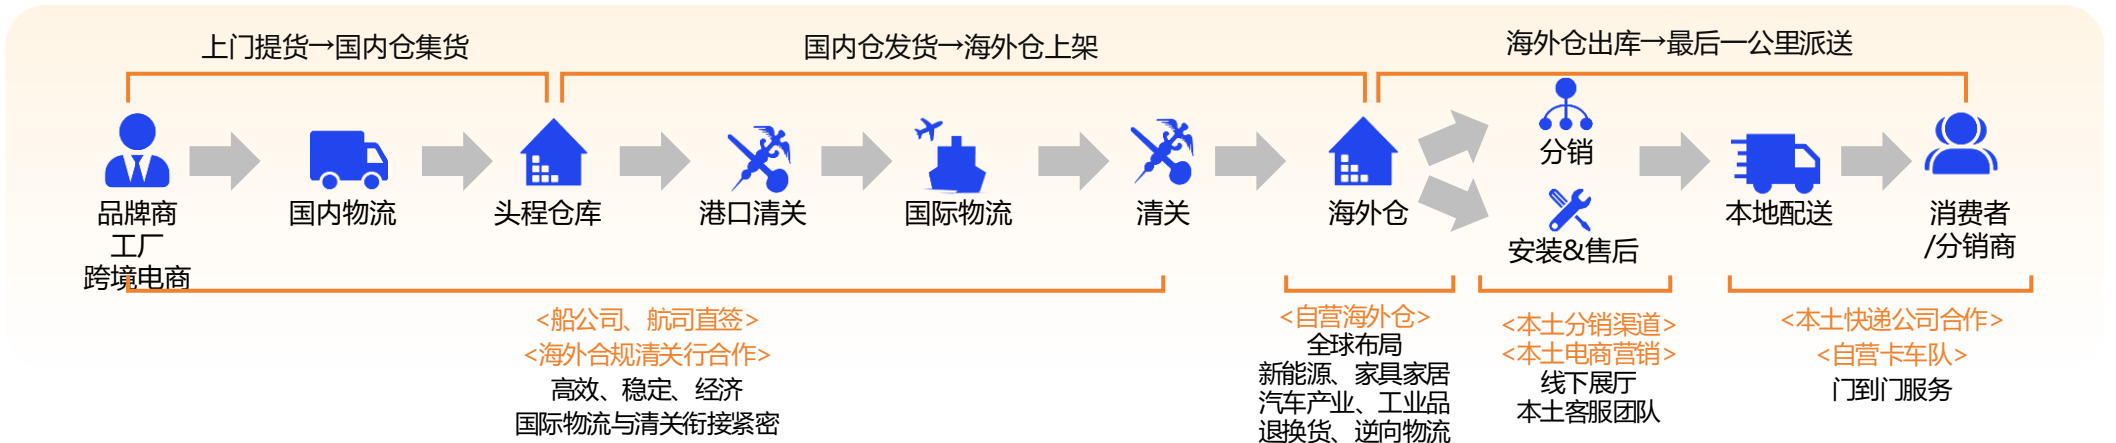 上门提货→国内仓集货
国内仓发货→海外仓上架
海外仓出库→最后一公里派送
品牌商
工厂
跨境电商
国内物流
头程仓库
港口清关
国际物流
清关
海外仓
分销
安装&售后
本地配送
消费者
/分销商
<船公司、航司直签>
<海外合规清关行合作>
高效、稳定、经济
国际物流与清关衔接紧密
<自营海外仓>
全球布局
新能源、家具家居
汽车产业、工业品
退换货、逆向物流
<本土分销渠道>
<本土电商营销>
线下展厅
本土客服团队
<本土快递公司合作>
<自营卡车队>
门到门服务